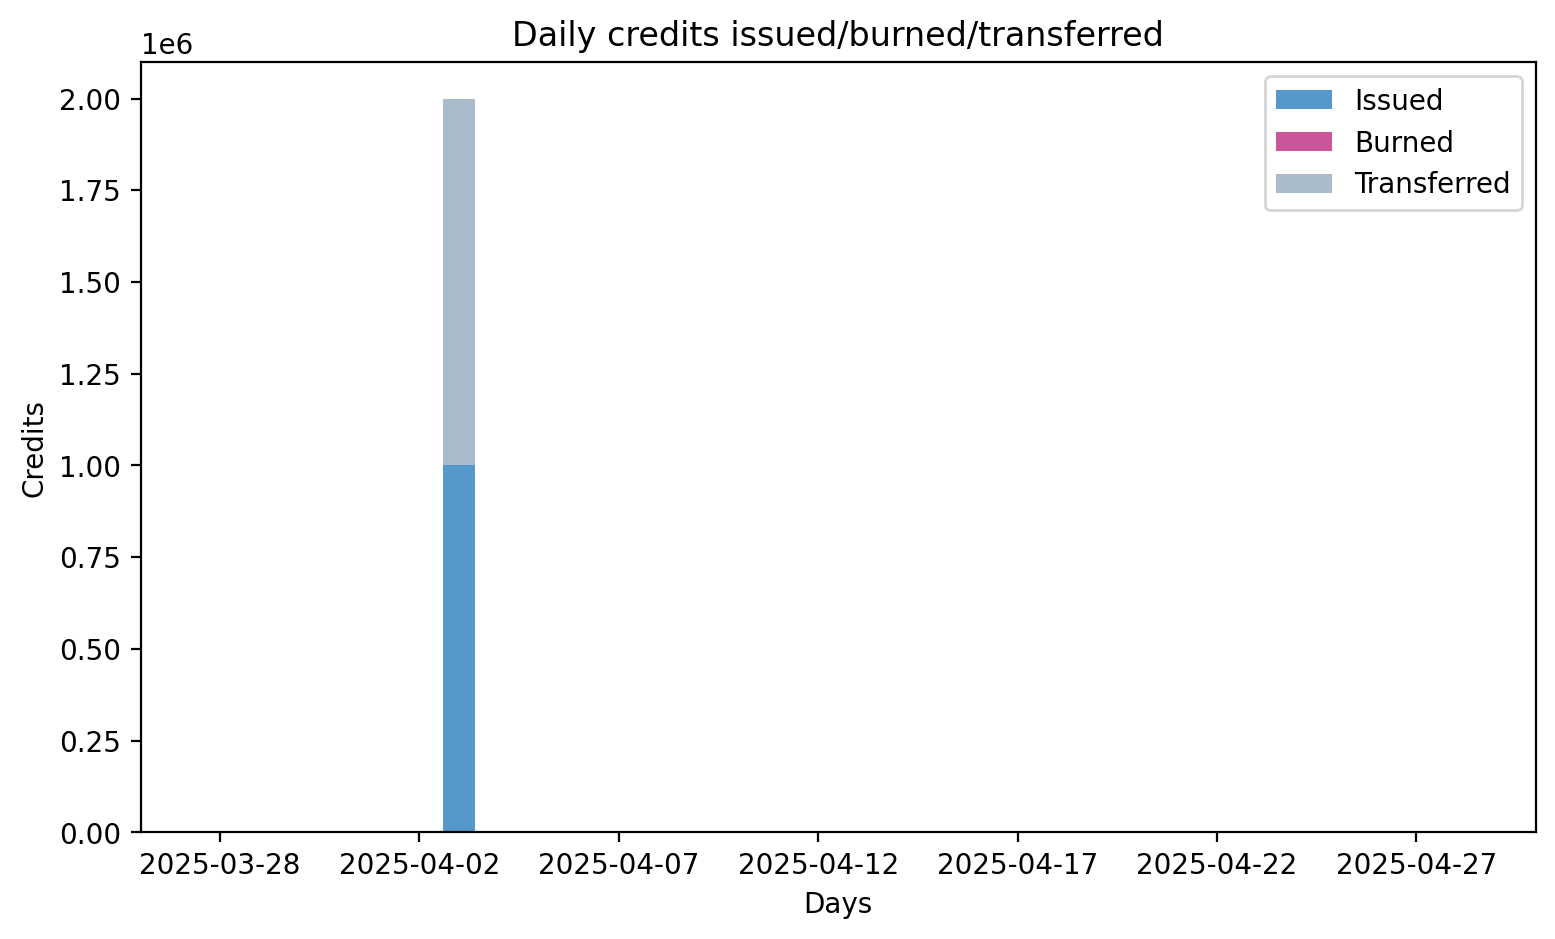 Daily credits issued/burned/transferred
1e6
2.00
1.75
1.50
1.25
1.00
0.75
0.50
0.25
0.00
Credits
Issued
Burned
Transferred
2025-03-28 2025-04-02 2025-04-07 2025-04-12 2025-04-17 2025-04-22 2025-04-27
Days